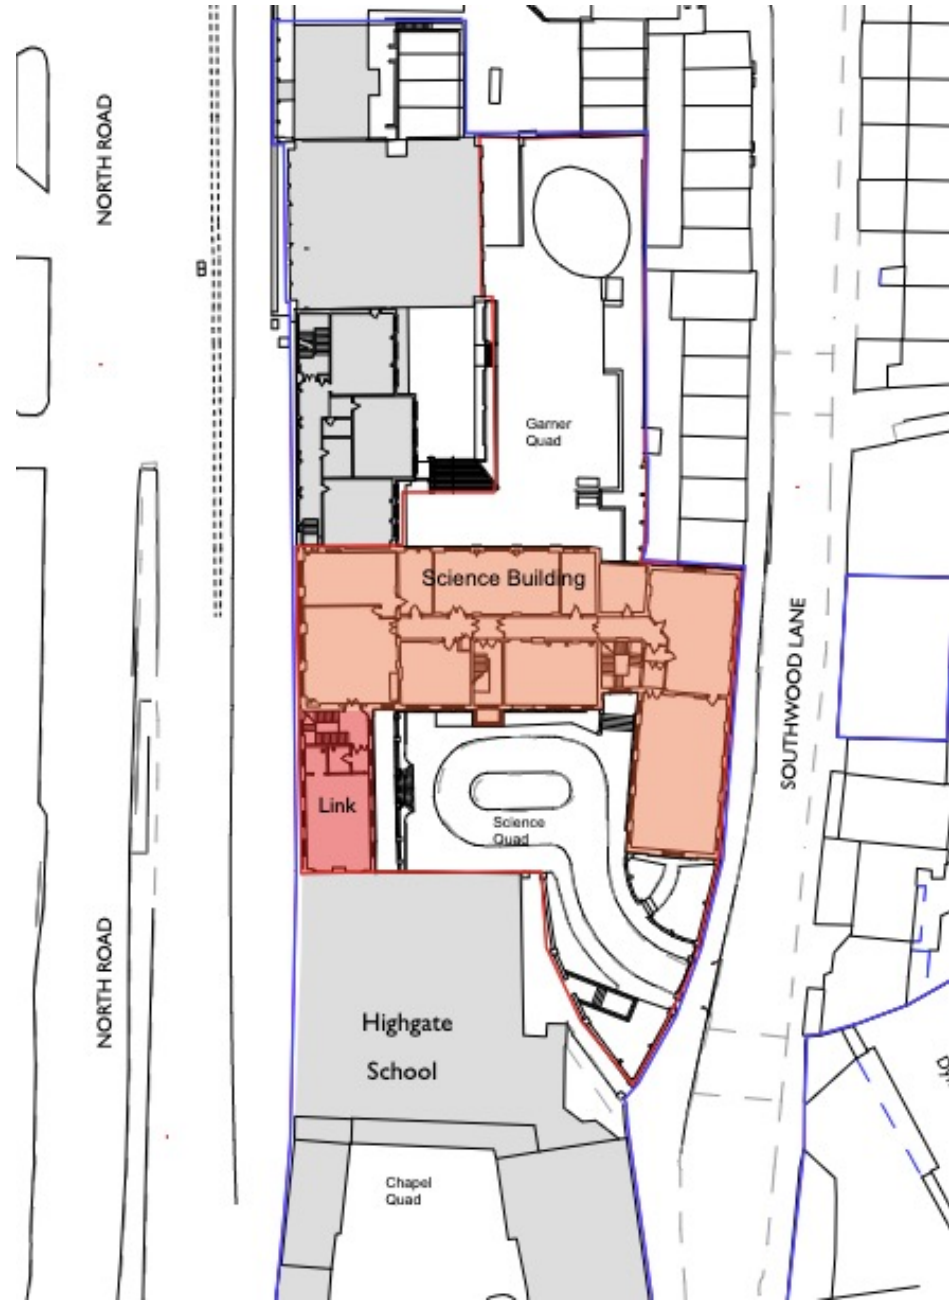 NORTH ROAD
Garner
Quad
Science Building
SOUTHWOOD LANE
Link
Science
Quad
NORTH ROAD
Highgate
School
Chapel
Quad